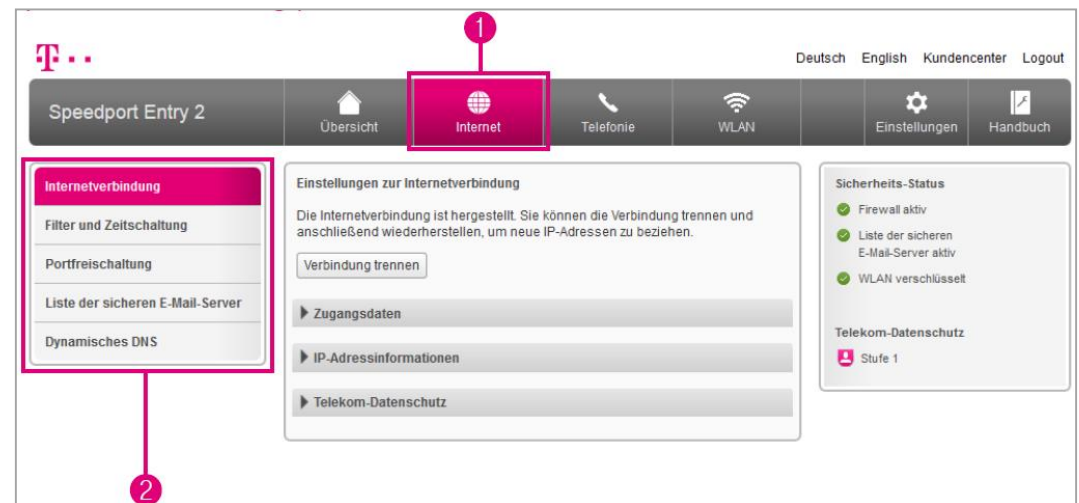 1
T
Deutsch English Kundencenter Logout
Speedport Entry 2
Übersicht
Internet
Telefonie
WLAN
Einstellungen
Handbuch
Internetverbindung
Filter und Zeitschaltung
Portfreischaltung
Liste der sicheren E-Mail-Server
Dynamisches DNS
2
Einstellungen zur Internetverbindung
Die Internetverbindung ist hergestellt. Sie können die Verbindung trennen und
anschließend wiederherstellen, um neue IP-Adressen zu beziehen.
Verbindung trennen
Zugangsdaten
IP-Adressinformationen
Telekom-Datenschutz
Sicherheits-Status
Firewall aktiv
Liste der sicheren
E-Mail-Server aktiv
WLAN verschlüsselt
Telekom-Datenschutz
Stufe 1